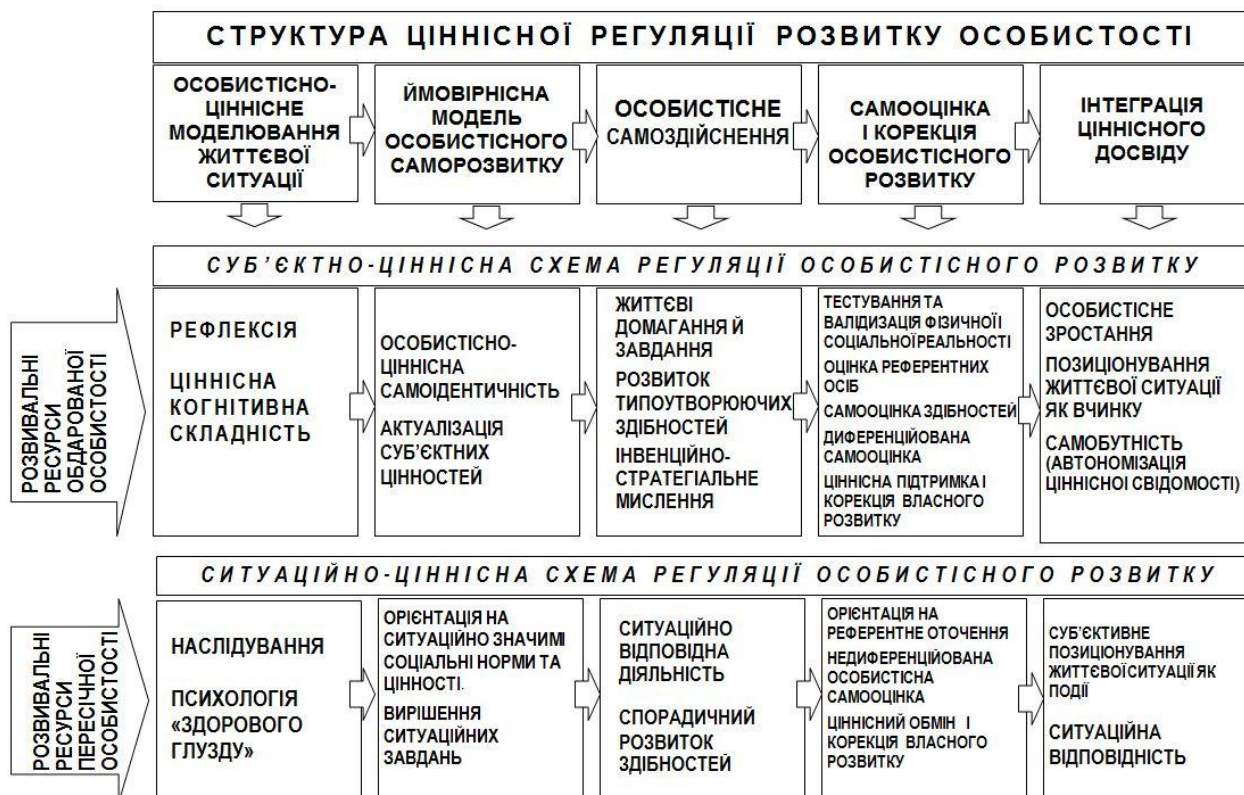 СТРУКТУРА ЦІННІСНОЇ РЕГУЛЯЦІЇ РОЗВИТКУ ОСОБИСТОСТІ
ОСОБИСТІСНО-
ЦІННІСНЕ
МОДЕЛЮВАННЯ
ЖИТТЄВОЇ
СИТУАЦІЇ
ЙМОВІРНІСНА
МОДЕЛЬ
ОСОБИСТІСНОГО
САМОРОЗВИТКУ
ОСОБИСТІСНЕ
САМОЗДІЙСНЕННЯ
САМООЦІНКА
І КОРЕКЦІЯ
ОСОБИСТІСНОГО
РОЗВИТКУ
ІНТЕГРАЦІЯ
ЦІННІСНОГО
ДОСВІДУ
СУБ'ЄКТНО-ЦІННІСНА СХЕМА РЕГУЛЯЦІЇ ОСОБИСТІСНОГО РОЗВИТКУ
РОЗВИВАЛЬНІ
РЕСУРСИ
ОБДАРОВАНОЇ
ОСОБИСТОСТІ
РЕФЛЕКСІЯ
ЦІННІСНА
КОГНІТИВНА
СКЛАДНІСТЬ
ОСОБИСТІСНО-
ЦІННІСНА
САМОІДЕНТИЧНІСТЬ
АКТУАЛІЗАЦІЯ
СУБ'ЄКТНИХ
ЦІННОСТЕЙ
ЖИТТЄВІ
ДОМАГАННЯ Й
ЗАВДАННЯ
РОЗВИТОК
ТИПОУТВОРЮЮЧИХ
ЗДІБНОСТЕЙ
ІНВЕНЦІЙНО-
СТРАТЕГІАЛЬНЕ
МИСЛЕННЯ
ТЕСТУВАННЯ ТА
ВАЛІДИЗАЦІЯ ФІЗИЧНОЇ І
СОЦІАЛЬНОЇ РЕАЛЬНОСТІ
ОЦІНКА РЕФЕРЕНТНИХ
ОСІБ
САМООЦІНКА ЗДІБНОСТЕЙ
ДИФЕРЕНЦІЙОВАНА
САМООЦІНКА
ЦІННІСНА ПІДТРИМКА І
КОРЕКЦІЯ ВЛАСНОГО
РОЗВИТКУ
ОСОБИСТІСНЕ
ЗРОСТАННЯ
ПОЗИЦІОНУВАННЯ
ЖИТТЄВОЇ СИТУАЦІЇ
ЯК ВЧИНКУ
САМОБУТНІСТЬ
(АВТОНОМІЗАЦІЯ
ЦІННІСНОЇ СВІДОМОСТІ)
СИТУАЦІЙНО-ЦІННІСНА СХЕМА РЕГУЛЯЦІЇ ОСОБИСТІСНОГО РОЗВИТКУ
РОЗВИВАЛЬНІ
РЕСУРСИ
ПЕРЕСІЧНОЇ
ОСОБИСТОСТІ
НАСЛІДУВАННЯ
ПСИХОЛОГІЯ
«ЗДОРОВОГО
ГЛУЗДУ»
ОРІЄНТАЦІЯ НА
СИТУАЦІЙНО ЗНАЧИМІ
СОЦІАЛЬНІ НОРМИ ТА
ЦІННОСТІ.
ВИРІШЕННЯ
СИТУАЦІЙНИХ
ЗАВДАНЬ
СИТУАЦІЙНО
ВІДПОВІДНА
ДІЯЛЬНІСТЬ
СПОРАДИЧНИЙ
РОЗВИТОК
ЗДІБНОСТЕЙ
ОРІЄНТАЦІЯ НА
РЕФЕРЕНТНЕ ОТОЧЕННЯ
НЕДИФЕРЕНЦІЙОВАНА
ОСОБИСТІСНА
САМООЦІНКА
ЦІННІСНИЙ ОБМІН І
КОРЕКЦІЯ ВЛАСНОГО
РОЗВИТКУ
СУБ'ЄКТИВНЕ
ПОЗИЦІОНУВАННЯ
ЖИТТЄВОЇ СИТУАЦІЇ ЯК
ПОДІЇ
СИТУАЦІЙНА
ВІДПОВІДНІСТЬ